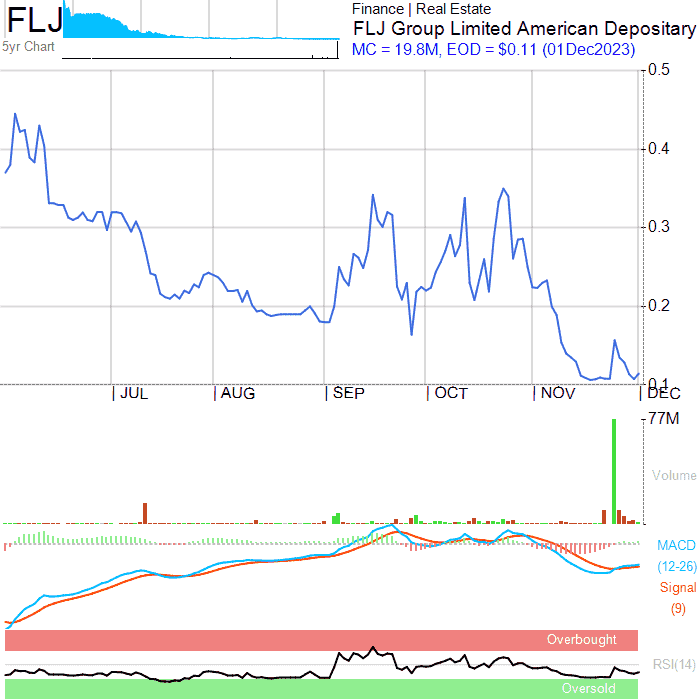 FLJ
5yr Chart
Finance | Real Estate
FLJ Group Limited American Depositary
MC = 19.8M, EOD = $0.11 (01Dec2023)
0.5
0.4
0.3
0.2
0.1
JUL
AUG
SEP
OCT
NOV
DEC
77M
Volume
MACD
(12-26)
Signal
(9)
Overbought
RSI(14)
Oversold